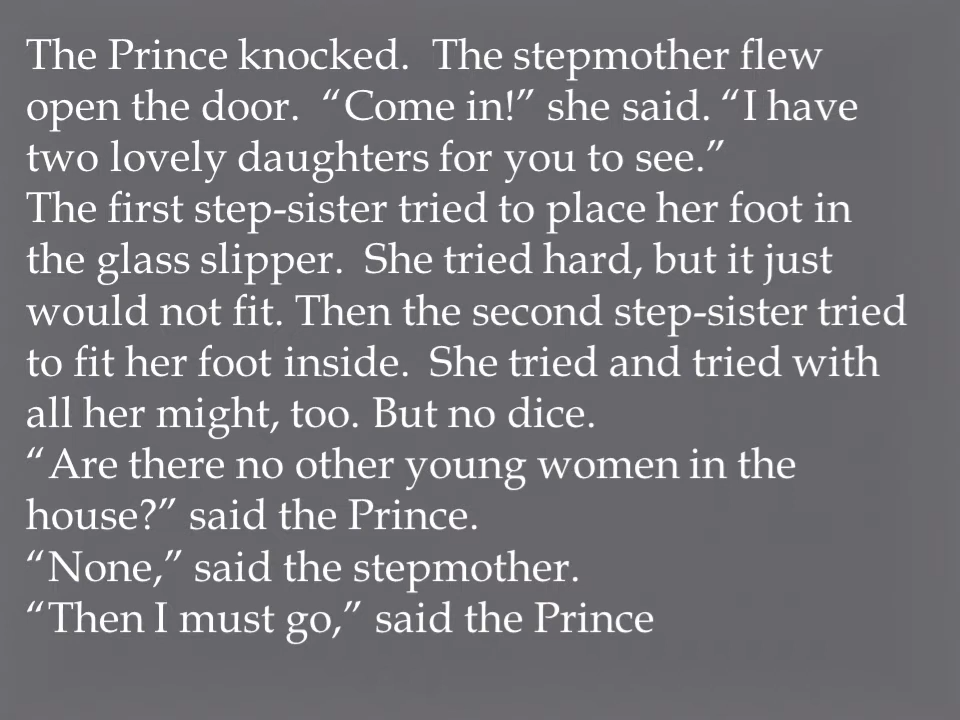 The Prince knocked.  The stepmother flew
open the door.  “Come in!” she said. “I have
two lovely daughters for you to see.”
The first step-sister tried to place her foot in
the glass slipper.  She tried hard, but it just
would not fit. Then the second step-sister tried
to fit her foot inside.  She tried and tried with
all her might, too. But no dice.
“Are there no other young women in the
house?” said the Prince.
“None,” said the stepmother.
“Then I must go,” said the Prince